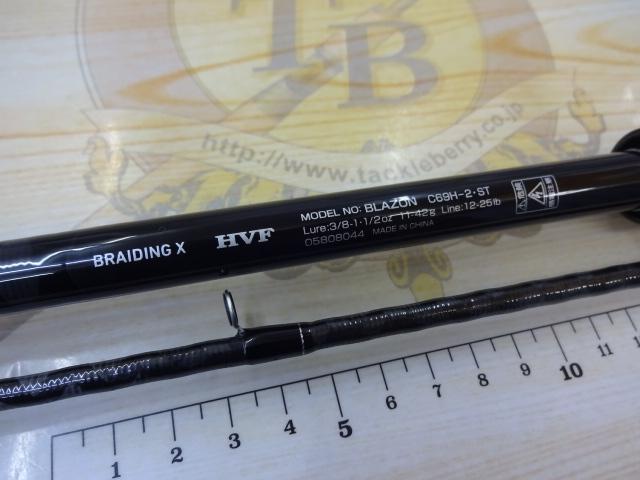 TB
http://www.tackleberry.co.jp
MODEL NO: BLAZON C69H-2·ST
Lure:3/8-1·1/2oz 11-42g Line:12-25lb
05808044 MADE IN CHINA
BRAIDING X HVF
1 2 3 4 5 6 7 8 9 10 11